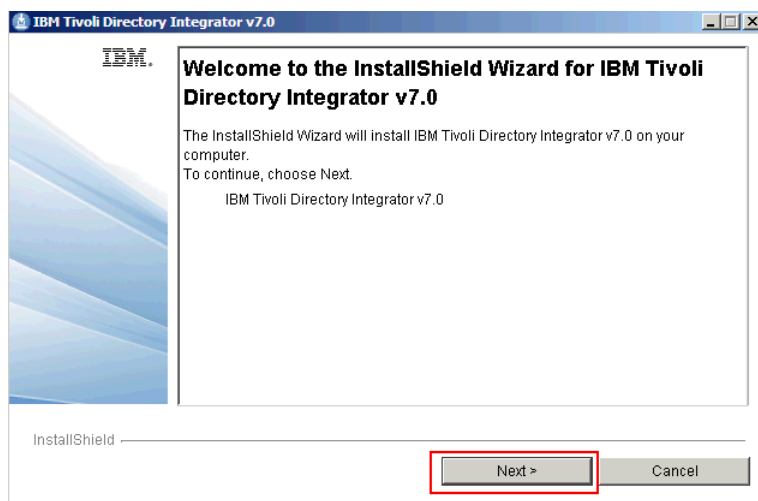 IBM Tivoli Directory Integrator v7.0
IBM.
Welcome to the InstallShield Wizard for IBM Tivoli
Directory Integrator v7.0
The InstallShield Wizard will install IBM Tivoli Directory Integrator v7.0 on your
computer.
To continue, choose Next.
IBM Tivoli Directory Integrator v7.0
InstallShield
Next >
Cancel